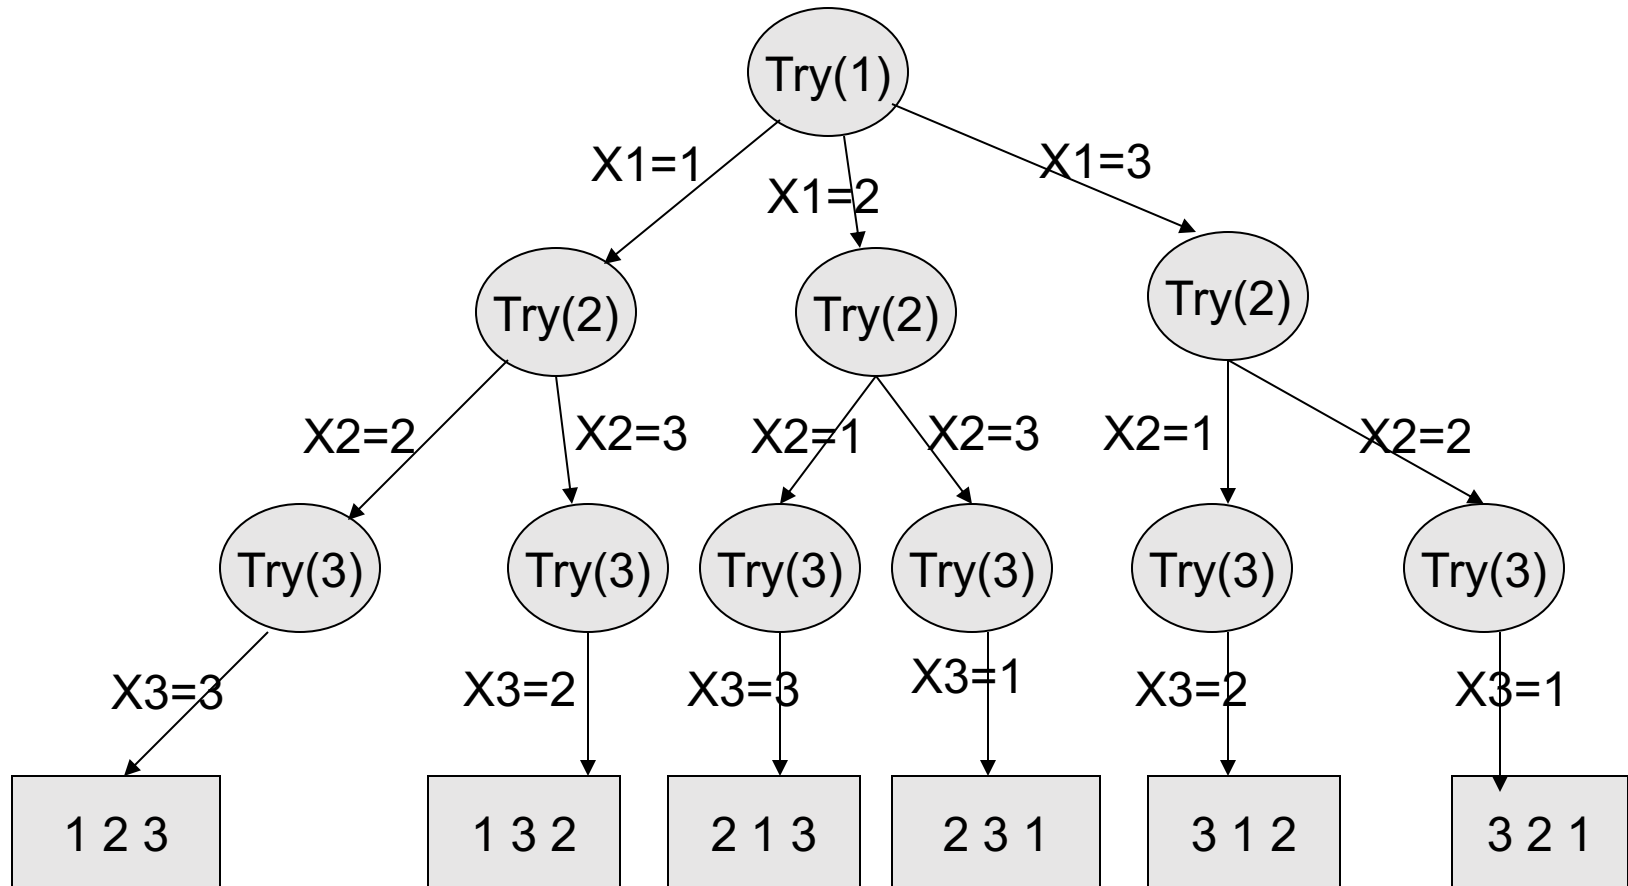 Try(1)
X1=1
X1=2
X1=3
Try(2)
Try(2)
Try(2)
X2=2
X2=3
X2=1
X2=3
X2=1
X2=2
Try(3)
Try(3)
Try(3)
Try(3)
Try(3)
Try(3)
X3=3
X3=2
X3=3
X3=1
X3=2
X3=1
1 2 3
1 3 2
2 1 3
2 3 1
3 1 2
3 2 1